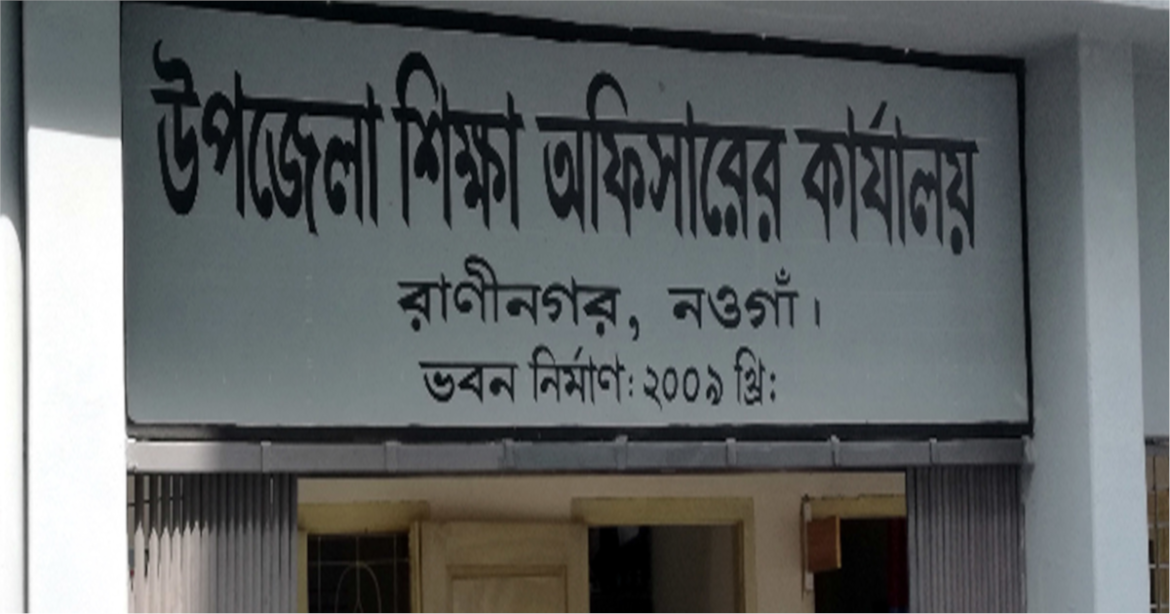 উপজেলা শিক্ষা অফিসারের কার্যালয়
রাণীনগর, নওগাঁ।
ভবন নির্মাণ: ২০০৯ খ্রি: